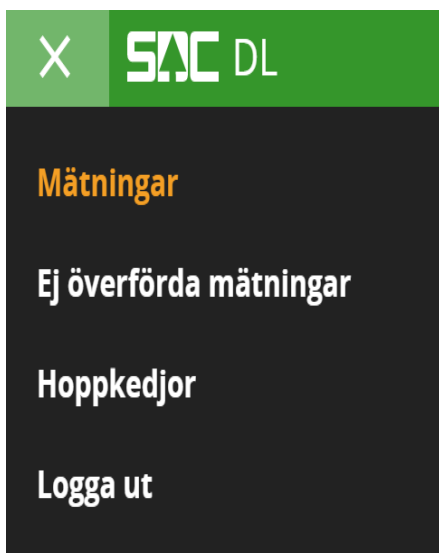 X SDC DL
Mätningar
Ej överförda mätningar
Hoppkedjor
Logga ut